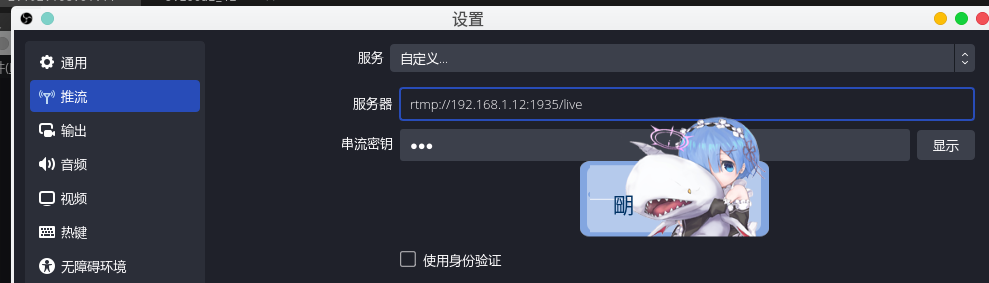 设置
通用
推流
输出
音频
视频
热键
无障碍环境
服务
自定义...
服务器
rtmp://192.168.1.12:1935/live
串流密钥
●●●
显示
明
使用身份验证